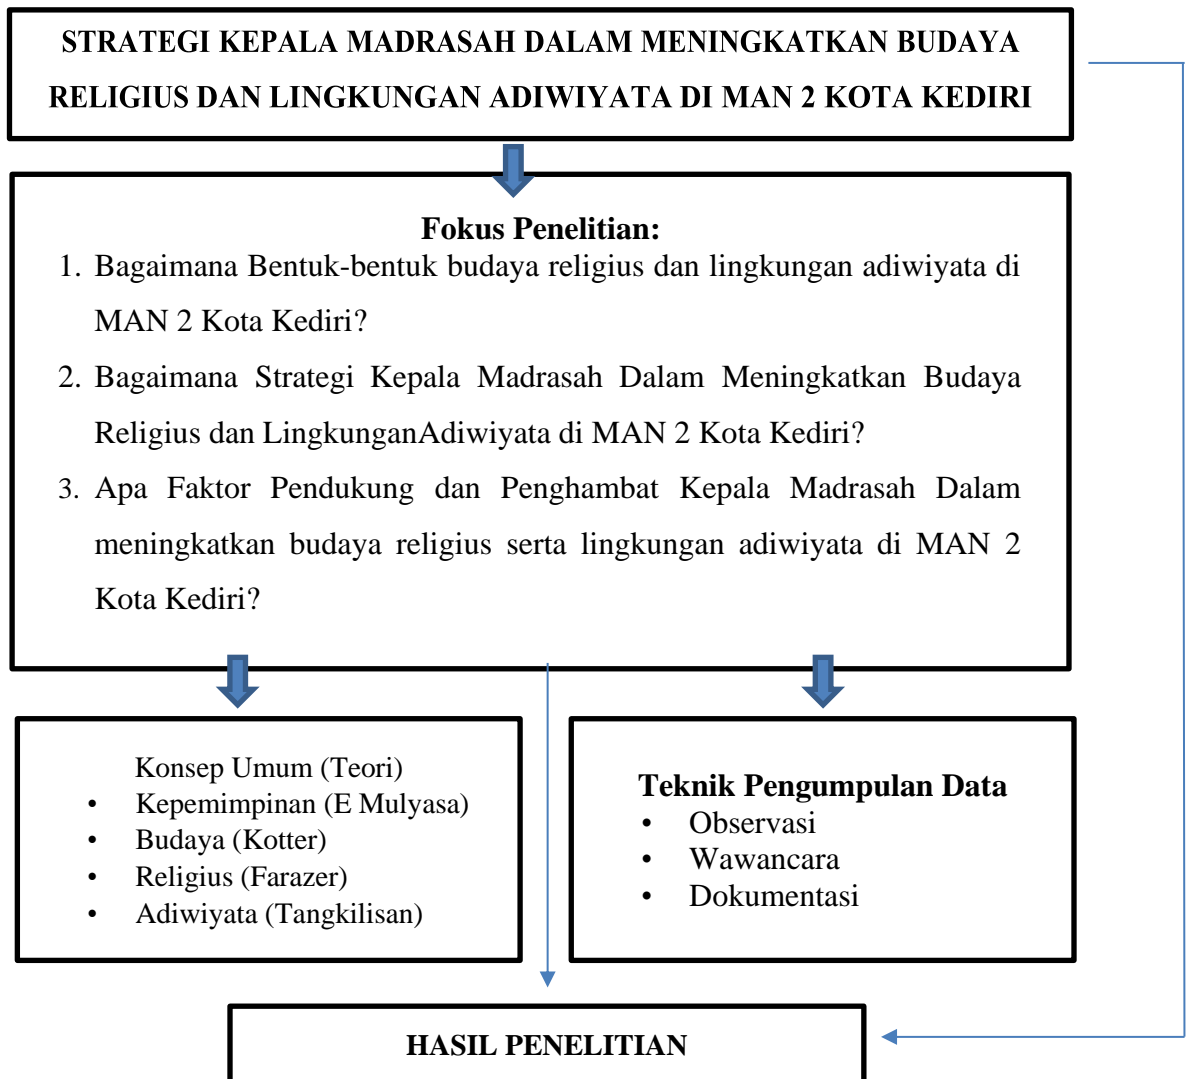 STRATEGI KEPALA MADRASAH DALAM MENINGKATKAN BUDAYA
RELIGIUS DAN LINGKUNGAN ADIWIYATA DI MAN 2 KOTA KEDIRI
Fokus Penelitian:
1. Bagaimana Bentuk-bentuk budaya religius dan lingkungan adiwiyata di
MAN 2 Kota Kediri?
2. Bagaimana Strategi Kepala Madrasah Dalam Meningkatkan Budaya
Religius dan LingkunganAdiwiyata di MAN 2 Kota Kediri?
3. Apa Faktor Pendukung dan Penghambat Kepala Madrasah Dalam
meningkatkan budaya religius serta lingkungan adiwiyata di MAN 2
Kota Kediri?
Konsep Umum (Teori)
• Kepemimpinan (E Mulyasa)
• Budaya (Kotter)
• Religius (Farazer)
• Adiwiyata (Tangkilisan)
Teknik Pengumpulan Data
• Observasi
• Wawancara
• Dokumentasi
HASIL PENELITIAN